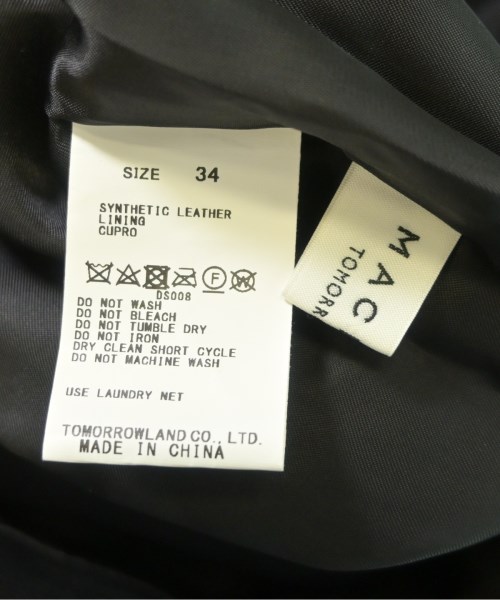 SIZE 34
SYNTHETIC LEATHER
LINING
CUPRO
DS008
DO NOT WASH
DO NOT BLEACH
DO NOT TUMBLE DRY
DO NOT IRON
DRY CLEAN SHORT CYCLE
DO NOT MACHINE WASH
USE LAUNDRY NET
TOMORROWLAND CO., LTD.
MADE IN CHINA
MAC
TOMORR